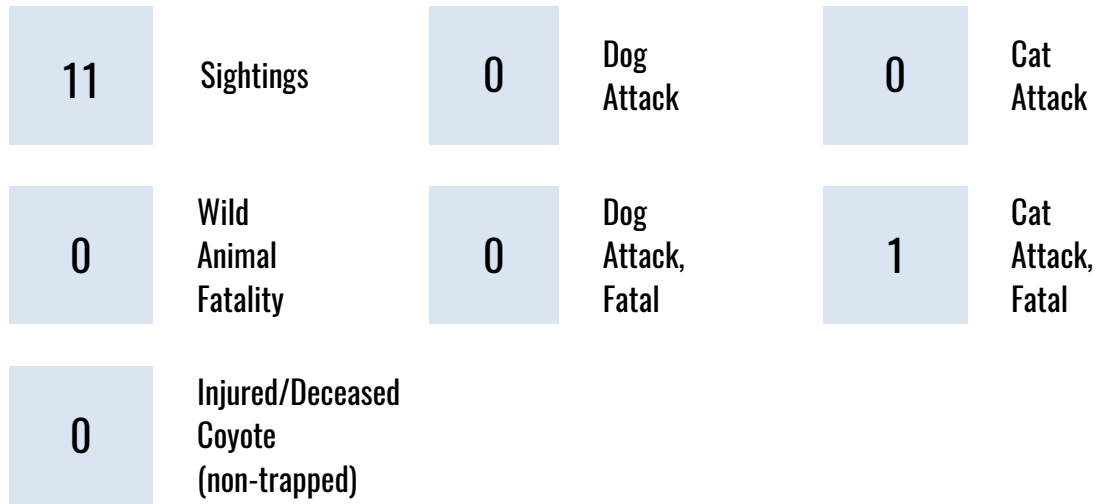 11
Sightings
0
Dog
Attack
0
Cat
Attack
0
Wild
Animal
Fatality
0
Dog
Attack,
Fatal
1
Cat
Attack,
Fatal
0
Injured/Deceased
Coyote
(non-trapped)